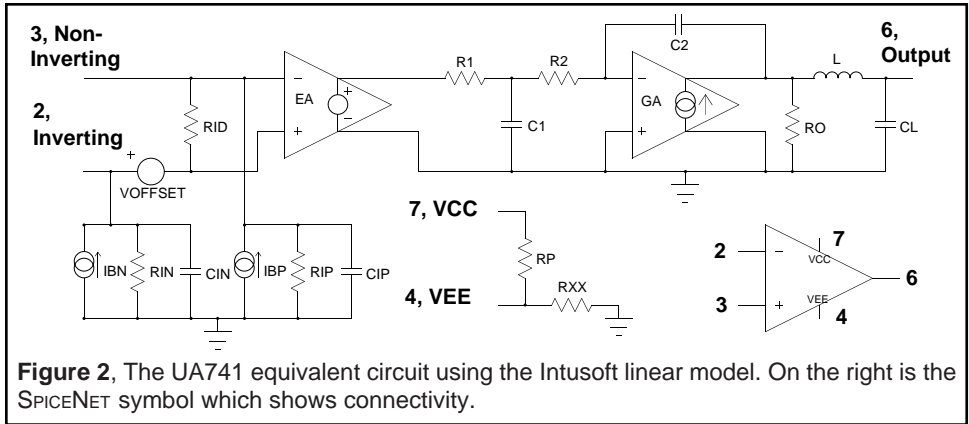 3, Non-
Inverting
2,
Inverting
RID
+
VOFFSET
IBN
RIN
CIN
IBP
RIP
CIP
EA
−
+
+
−
R1
C1
R2
C2
GA
−
+
RO
L
CL
6,
Output
7, VCC
RP
4, VEE
RXX
2
3
−
+
7
VCC
VEE
4
6
Figure 2, The UA741 equivalent circuit using the Intusoft linear model. On the right is the
SPICENET symbol which shows connectivity.